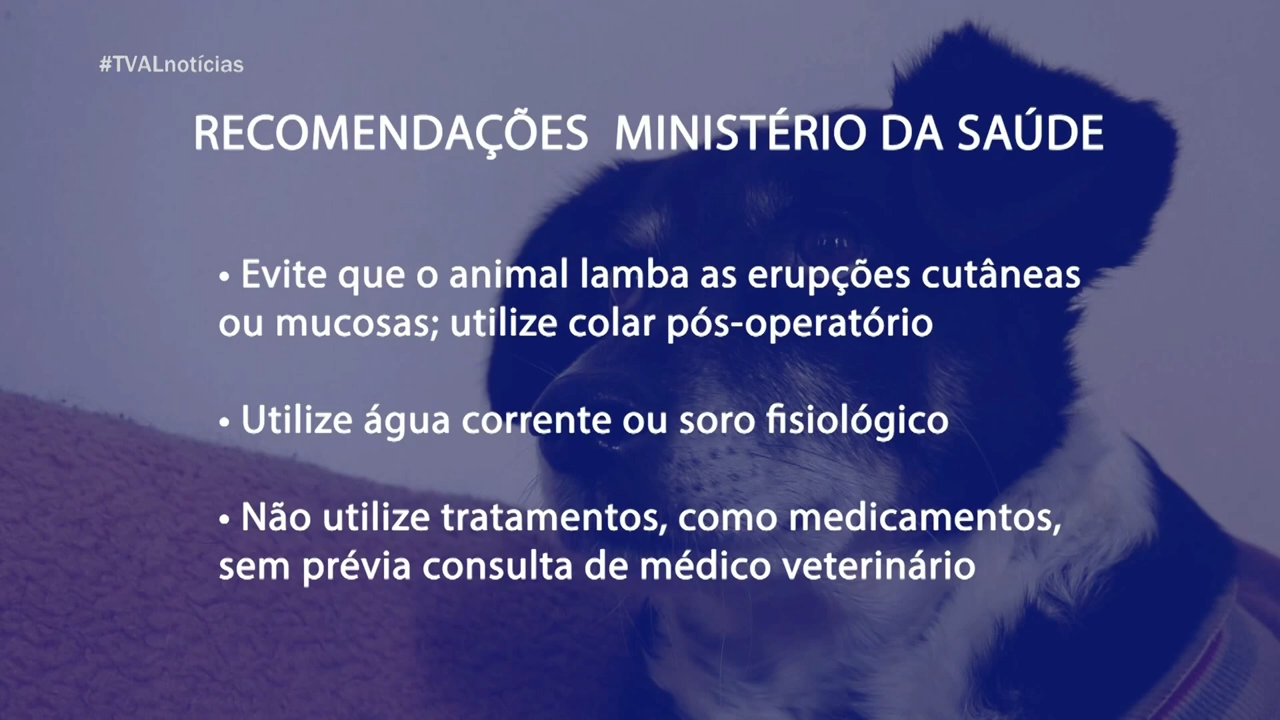 #TVALnotícias
RECOMENDAÇÕES MINISTÉRIO DA SAÚDE
• Evite que o animal lamba as erupções cutâneas
ou mucosas; utilize colar pós-operatório
• Utilize água corrente ou soro fisiológico
• Não utilize tratamentos, como medicamentos,
sem prévia consulta de médico veterinário